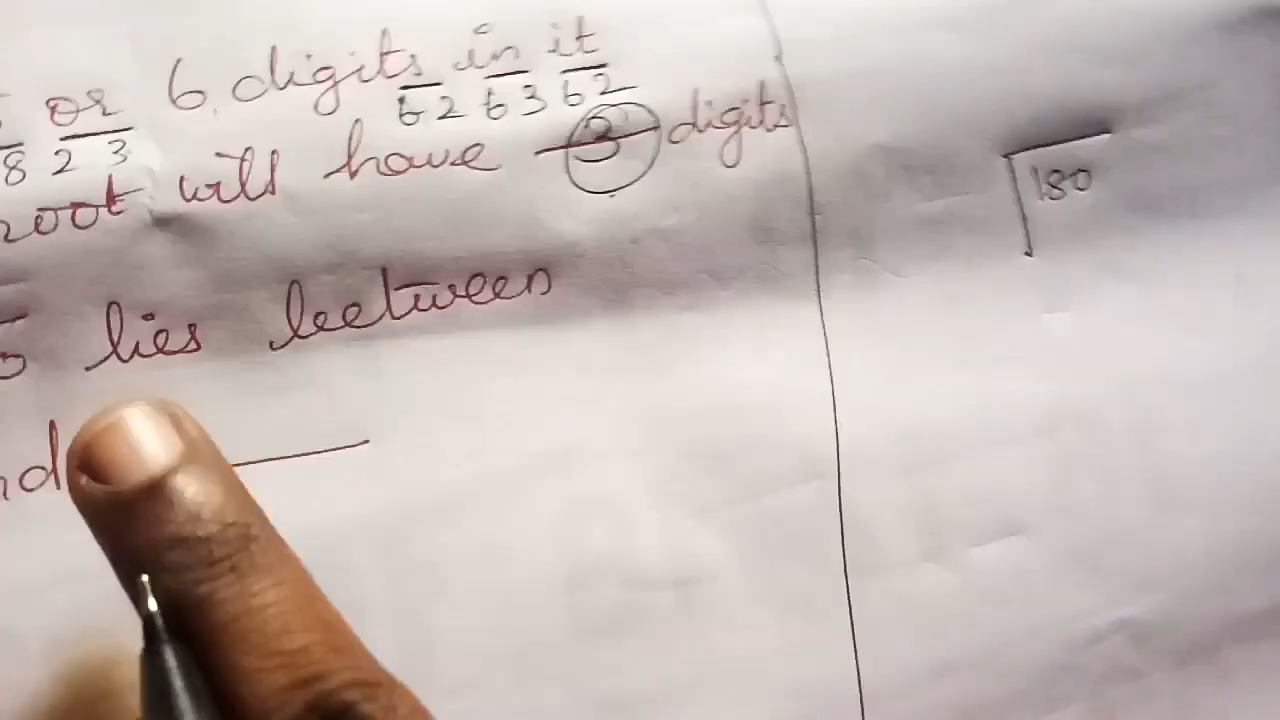 or 6 digits in it
8 2 3 62 63 62
root will have 3 digits
180
5 lies between
nd